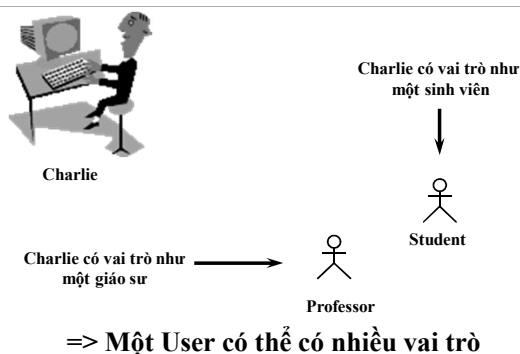 Charlie có vai trò như
một sinh viên
Charlie
Student
Charlie có vai trò như
một giáo sư
Professor
=> Một User có thể có nhiều vai trò